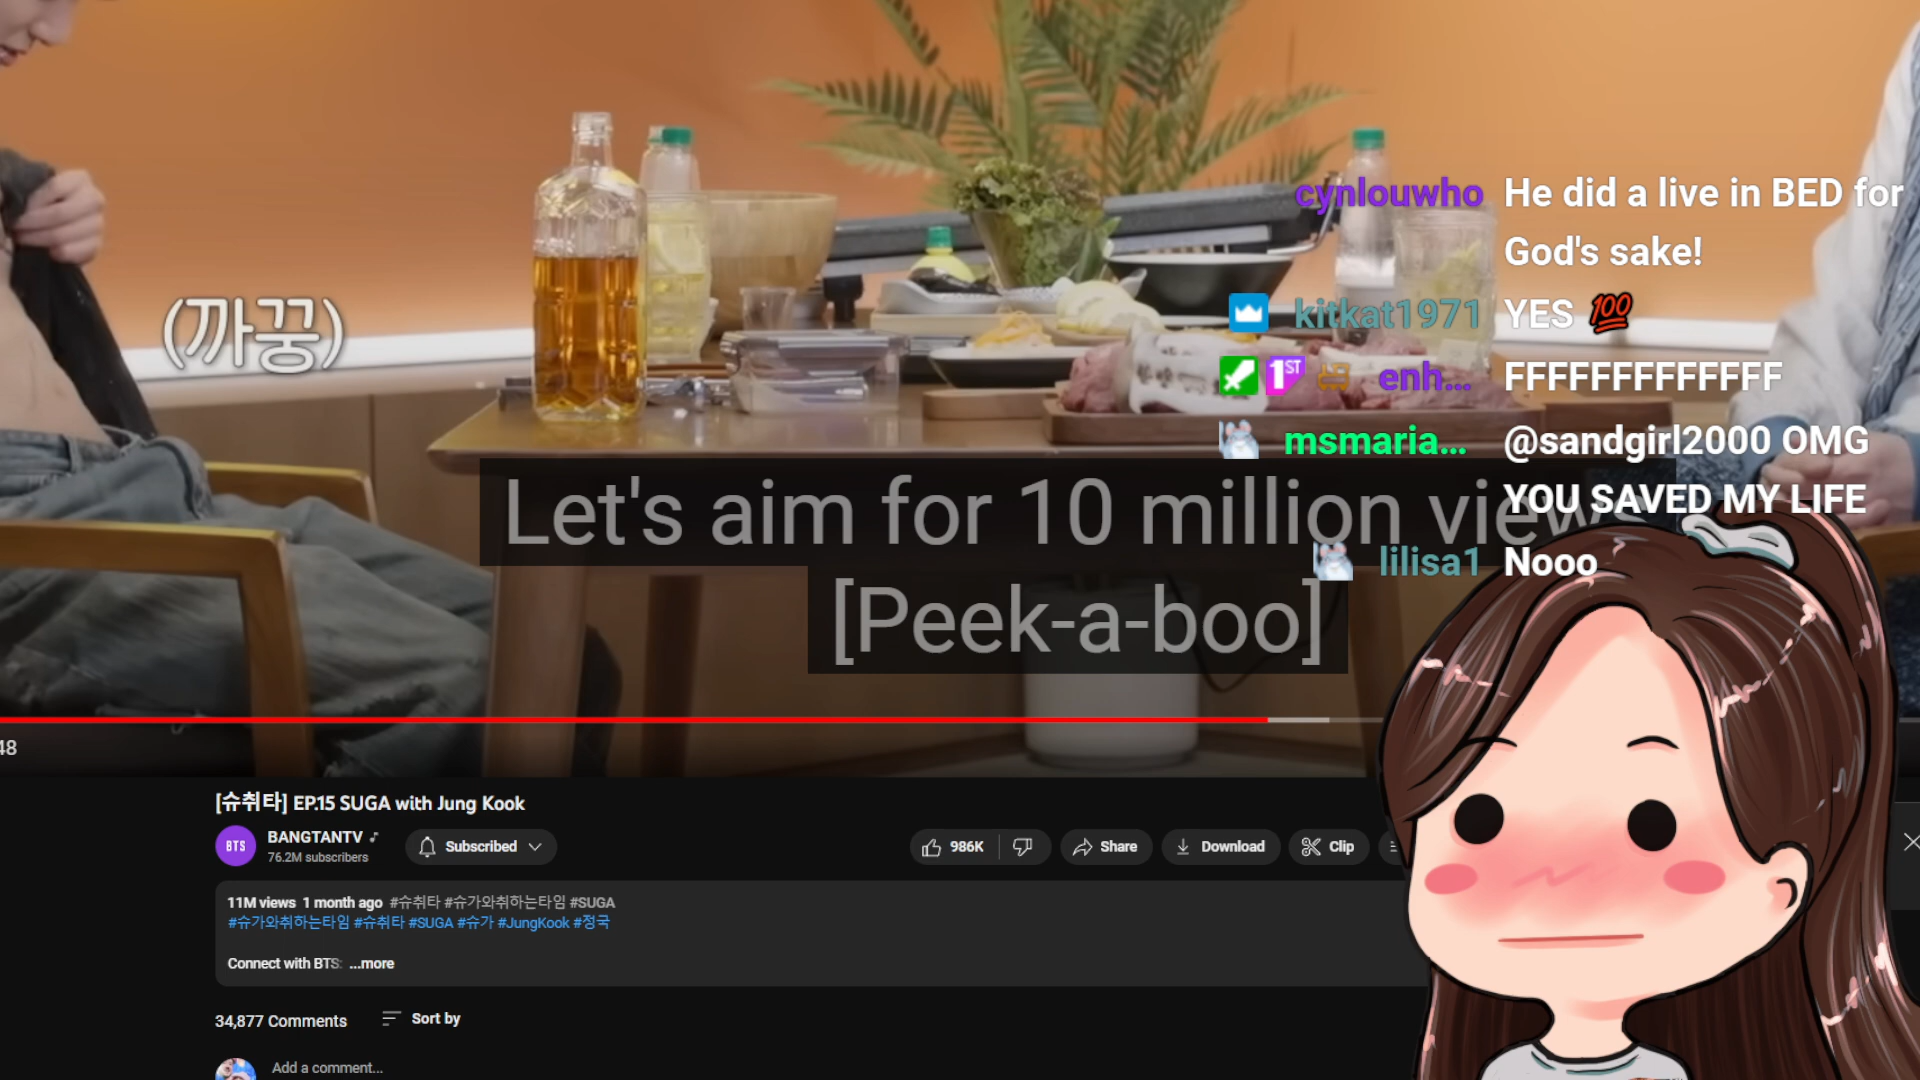 cynlouwho He did a live in BED for
God's sake!
kitkat1971 YES 💯
1ST enh... FFFFFFFFFFFFF
msmaria... @sandgirl2000 OMG
YOU SAVED MY LIFE
lilisa1 Nooo
(까꿍)
Let's aim for 10 million views
[Peek-a-boo]
48
[슈취타] EP.15 SUGA with Jung Kook
BTS
BANGTANTV
76.2M subscribers
Subscribed
986K
Share
Download
Clip
11M views 1 month ago #슈취타 #슈가와취하는타임 #SUGA
#슈가와취하는타임 #슈취타 #SUGA #슈가 #JungKook #정국
Connect with BTS: ...more
34,877 Comments
Sort by
Add a comment...